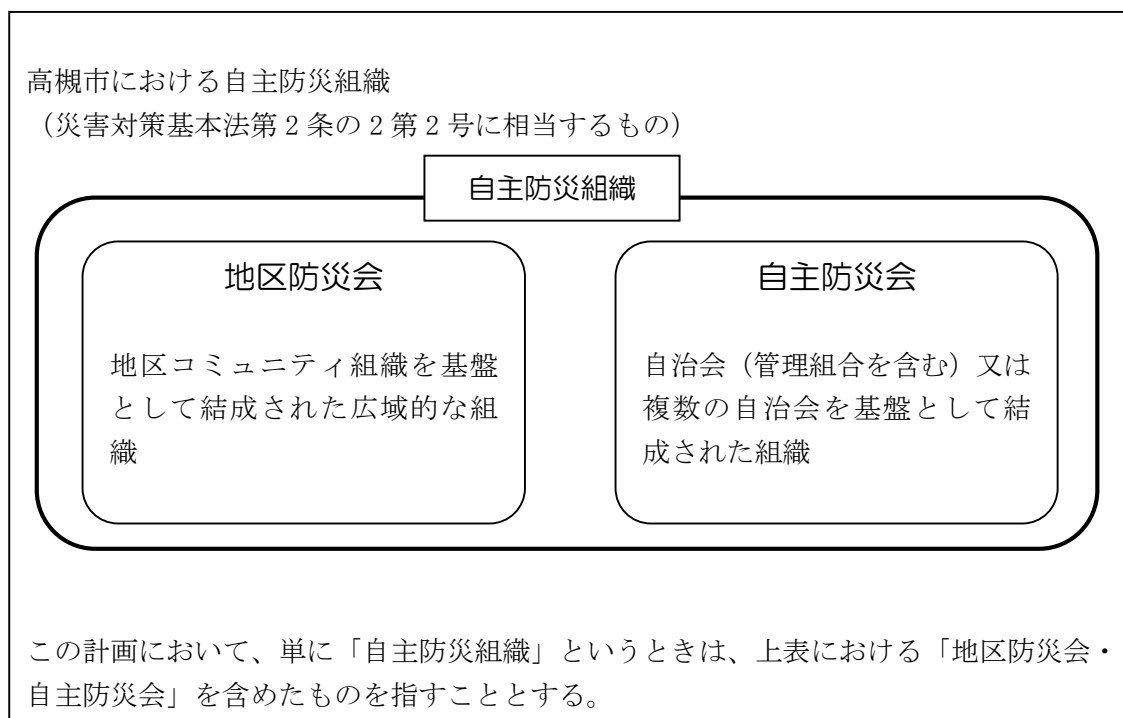 高槻市における自主防災組織
（災害対策基本法第２条の２第２号に相当するもの）
自主防災組織
地区防災会
地区コミュニティ組織を基盤
として結成された広域的な組
織
自主防災会
自治会（管理組合を含む）又は
複数の自治会を基盤として結
成された組織
この計画において、単に「自主防災組織」というときは、上表における「地区防災会・
自主防災会」を含めたものを指すこととする。